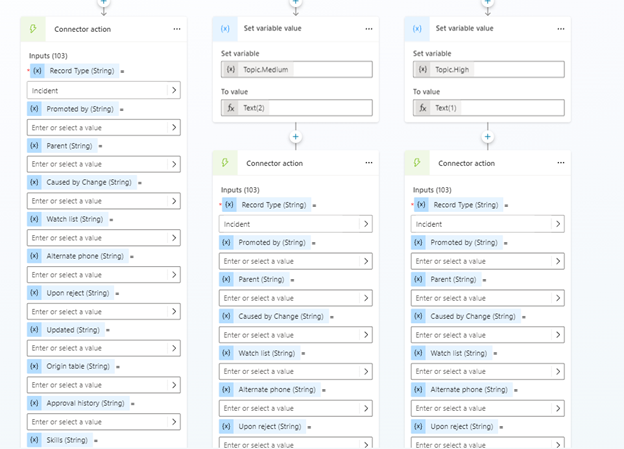 Connector action
Inputs (103)
* {x} Record Type (String) =
Incident
{x} Promoted by (String) =
Enter or select a value
{x} Parent (String) =
Enter or select a value
{x} Caused by Change (String) =
Enter or select a value
{x} Watch list (String) =
Enter or select a value
{x} Alternate phone (String) =
Enter or select a value
{x} Upon reject (String) =
Enter or select a value
{x} Updated (String) =
Enter or select a value
{x} Origin table (String) =
Enter or select a value
{x} Approval history (String) =
Enter or select a value
{x} Skills (String) =
{x} Set variable value
Set variable
{x} Topic.Medium
To value
fx Text(2)
Connector action
Inputs (103)
* {x} Record Type (String) =
Incident
{x} Promoted by (String) =
Enter or select a value
{x} Parent (String) =
Enter or select a value
{x} Caused by Change (String) =
Enter or select a value
{x} Watch list (String) =
Enter or select a value
{x} Alternate phone (String) =
Enter or select a value
{x} Upon reject (String) =
Enter or select a value
{x} Set variable value
Set variable
{x} Topic.High
To value
fx Text(1)
Connector action
Inputs (103)
* {x} Record Type (String) =
Incident
{x} Promoted by (String) =
Enter or select a value
{x} Parent (String) =
Enter or select a value
{x} Caused by Change (String) =
Enter or select a value
{x} Watch list (String) =
Enter or select a value
{x} Alternate phone (String) =
Enter or select a value
{x} Upon reject (String) =
Enter or select a value